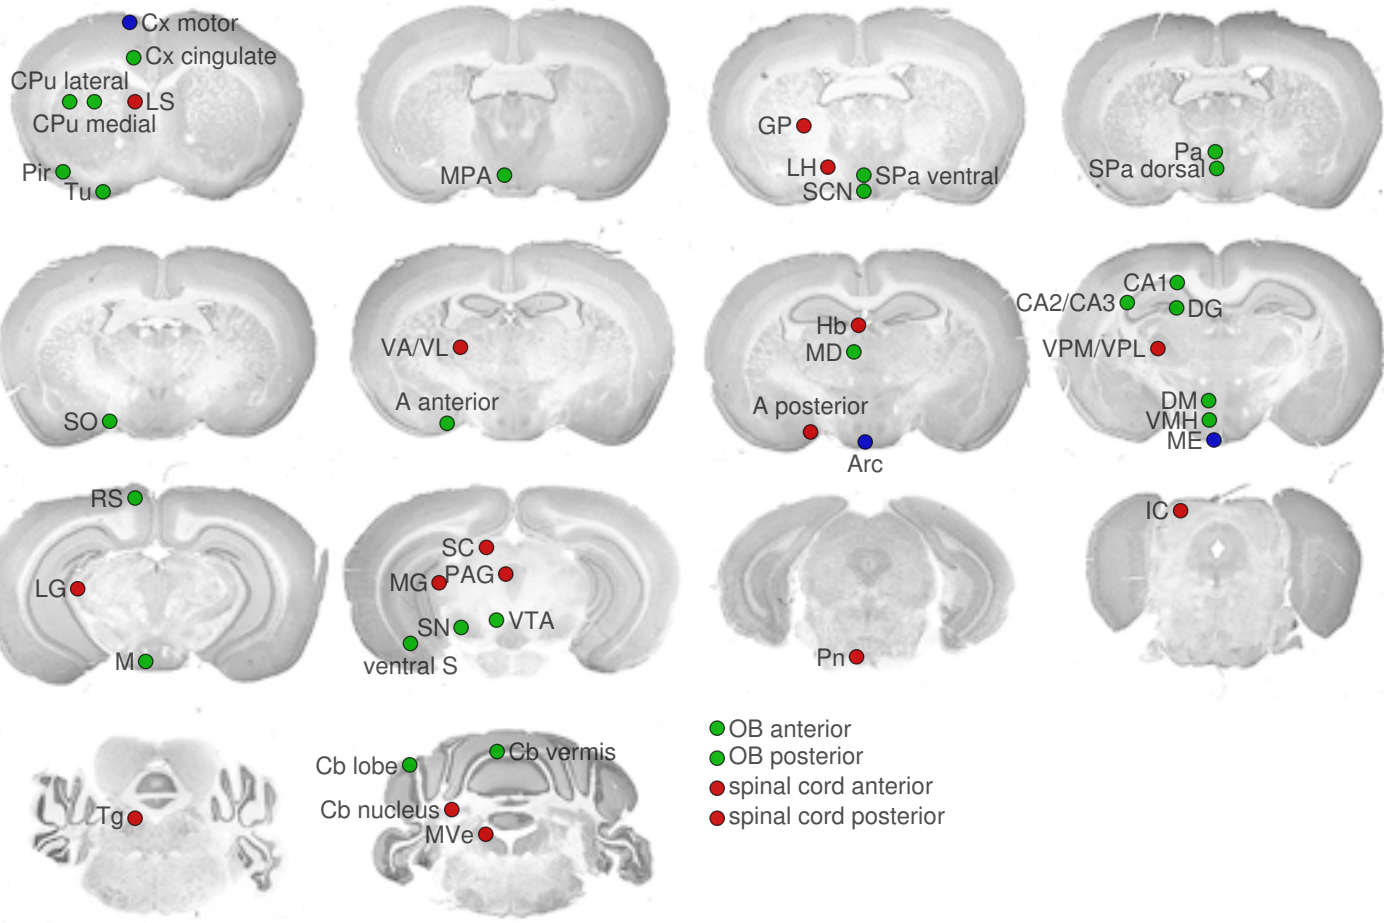 Cx motor
Cx cingulate
CPu lateral
LS
CPu medial
Pir
Tu
MPA
GP
LH
SPa ventral
SCN
Pa
SPa dorsal
SO
VA/VL
A anterior
Hb
MD
A posterior
Arc
CA1
CA2/CA3
DG
VPM/VPL
DM
VMH
ME
RS
LG
M
SC
MG
PAG
SN
VTA
ventral S
Pn
IC
Tg
Cb vermis
Cb lobe
Cb nucleus
MVe
OB anterior
OB posterior
spinal cord anterior
spinal cord posterior